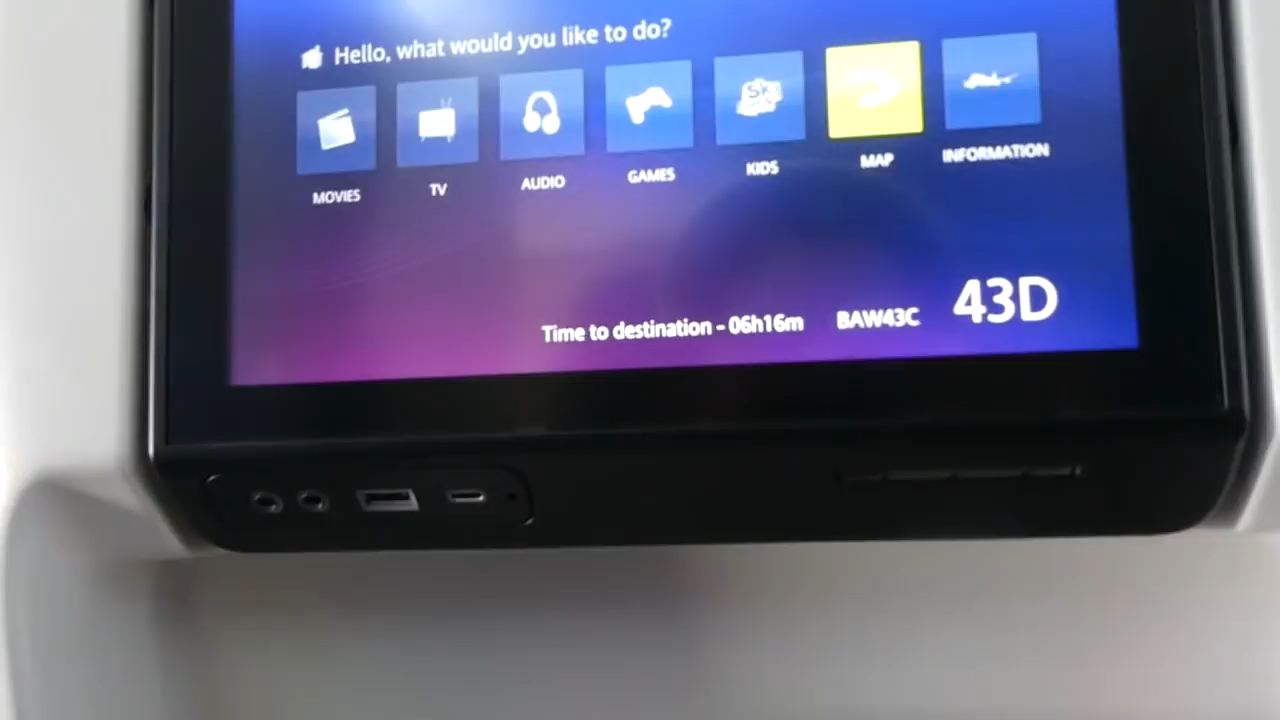 Hello, what would you like to do?
MOVIES TV AUDIO GAMES KIDS MAP INFORMATION
Time to destination - 06h16m BAW43C 43D